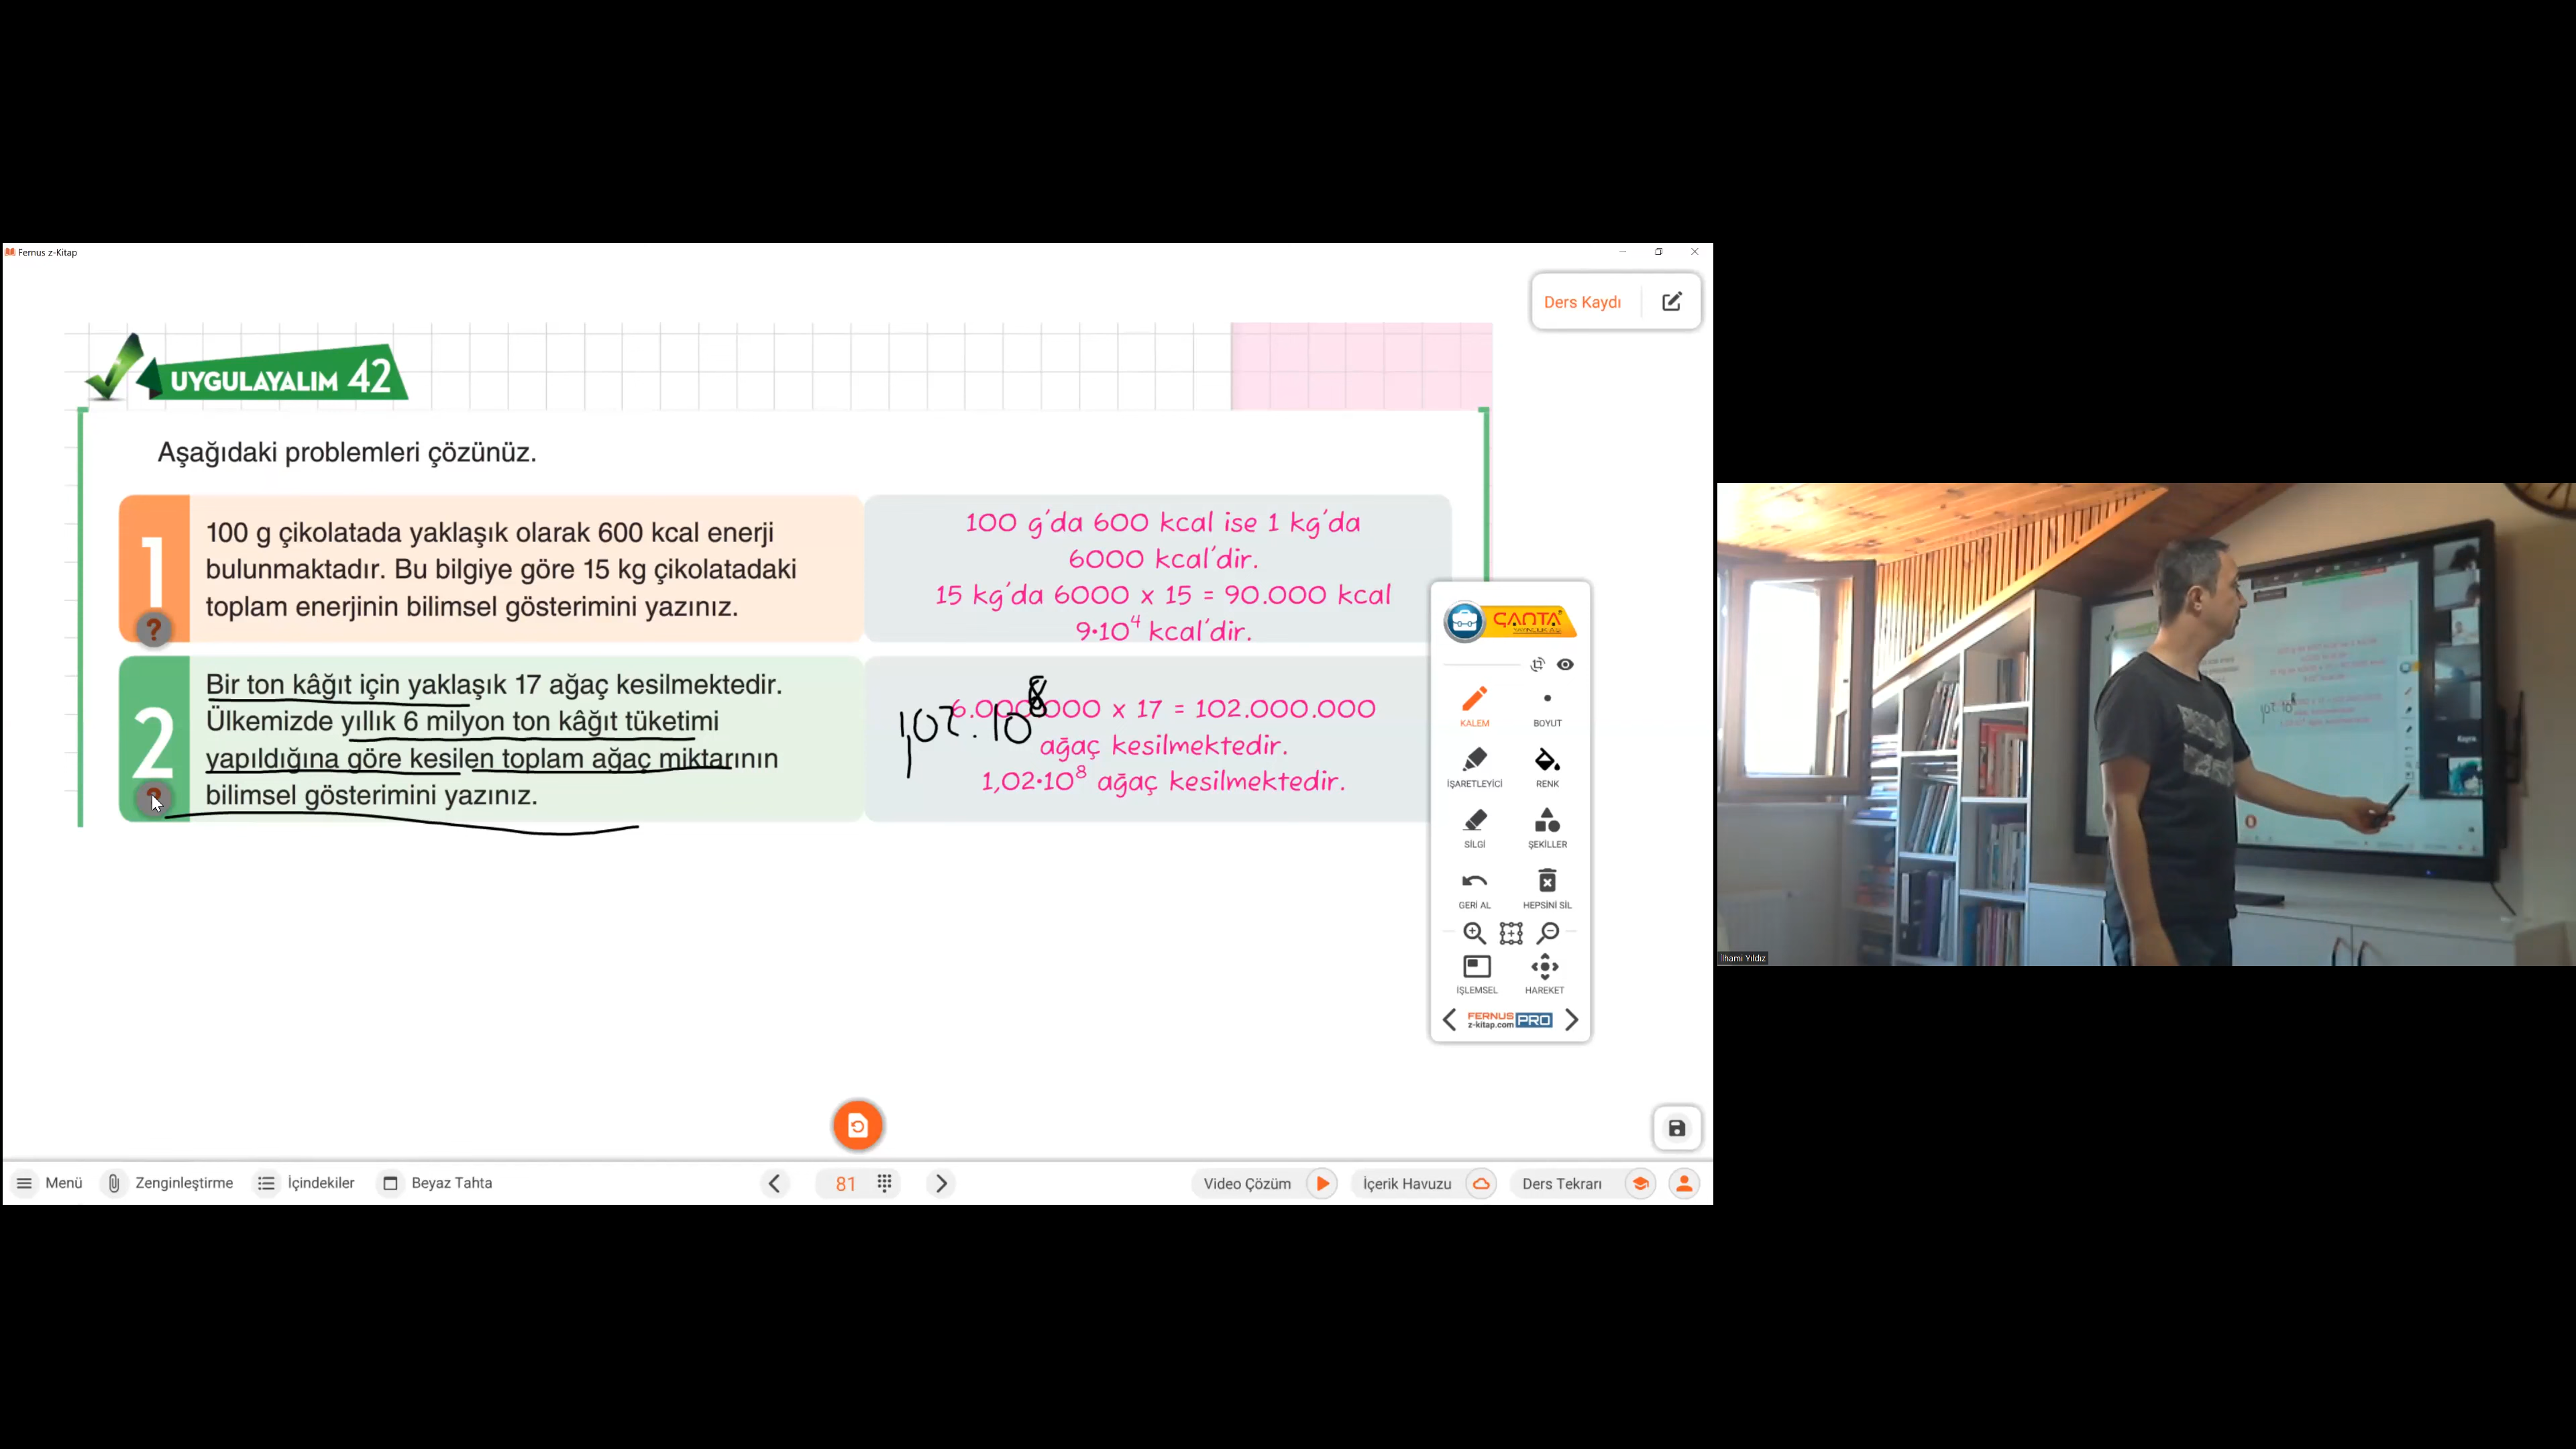 Fernus z-Kitap
Ders Kaydı
UYGULAYALIM 42
Aşağıdaki problemleri çözünüz.
1
100 g çikolatada yaklaşık olarak 600 kcal enerji
bulunmaktadır. Bu bilgiye göre 15 kg çikolatadaki
toplam enerjinin bilimsel gösterimini yazınız.
?
100 g'da 600 kcal ise 1 kg'da
6000 kcal'dir.
15 kg'da 6000 x 15 = 90.000 kcal
9•10⁴ kcal'dir.
2
Bir ton kâğıt için yaklaşık 17 ağaç kesilmektedir.
Ülkemizde yıllık 6 milyon ton kâğıt tüketimi
yapıldığına göre kesilen toplam ağaç miktarının
bilimsel gösterimini yazınız.
6.000.000 x 17 = 102.000.000
ağaç kesilmektedir.
1,02•10⁸ ağaç kesilmektedir.
1,02.10⁸
ÇANTA
YAYINCILIK
KALEM
BOYUT
İŞARETLEYİCİ
RENK
SİLGİ
ŞEKİLLER
GERİ AL
HEPSİNİ SİL
İŞLEMSEL
HAREKET
FERNUS
z-kitap.com PRO
Menü
Zenginleştirme
İçindekiler
Beyaz Tahta
81
Video Çözüm
İçerik Havuzu
Ders Tekrarı
İlhami Yıldız